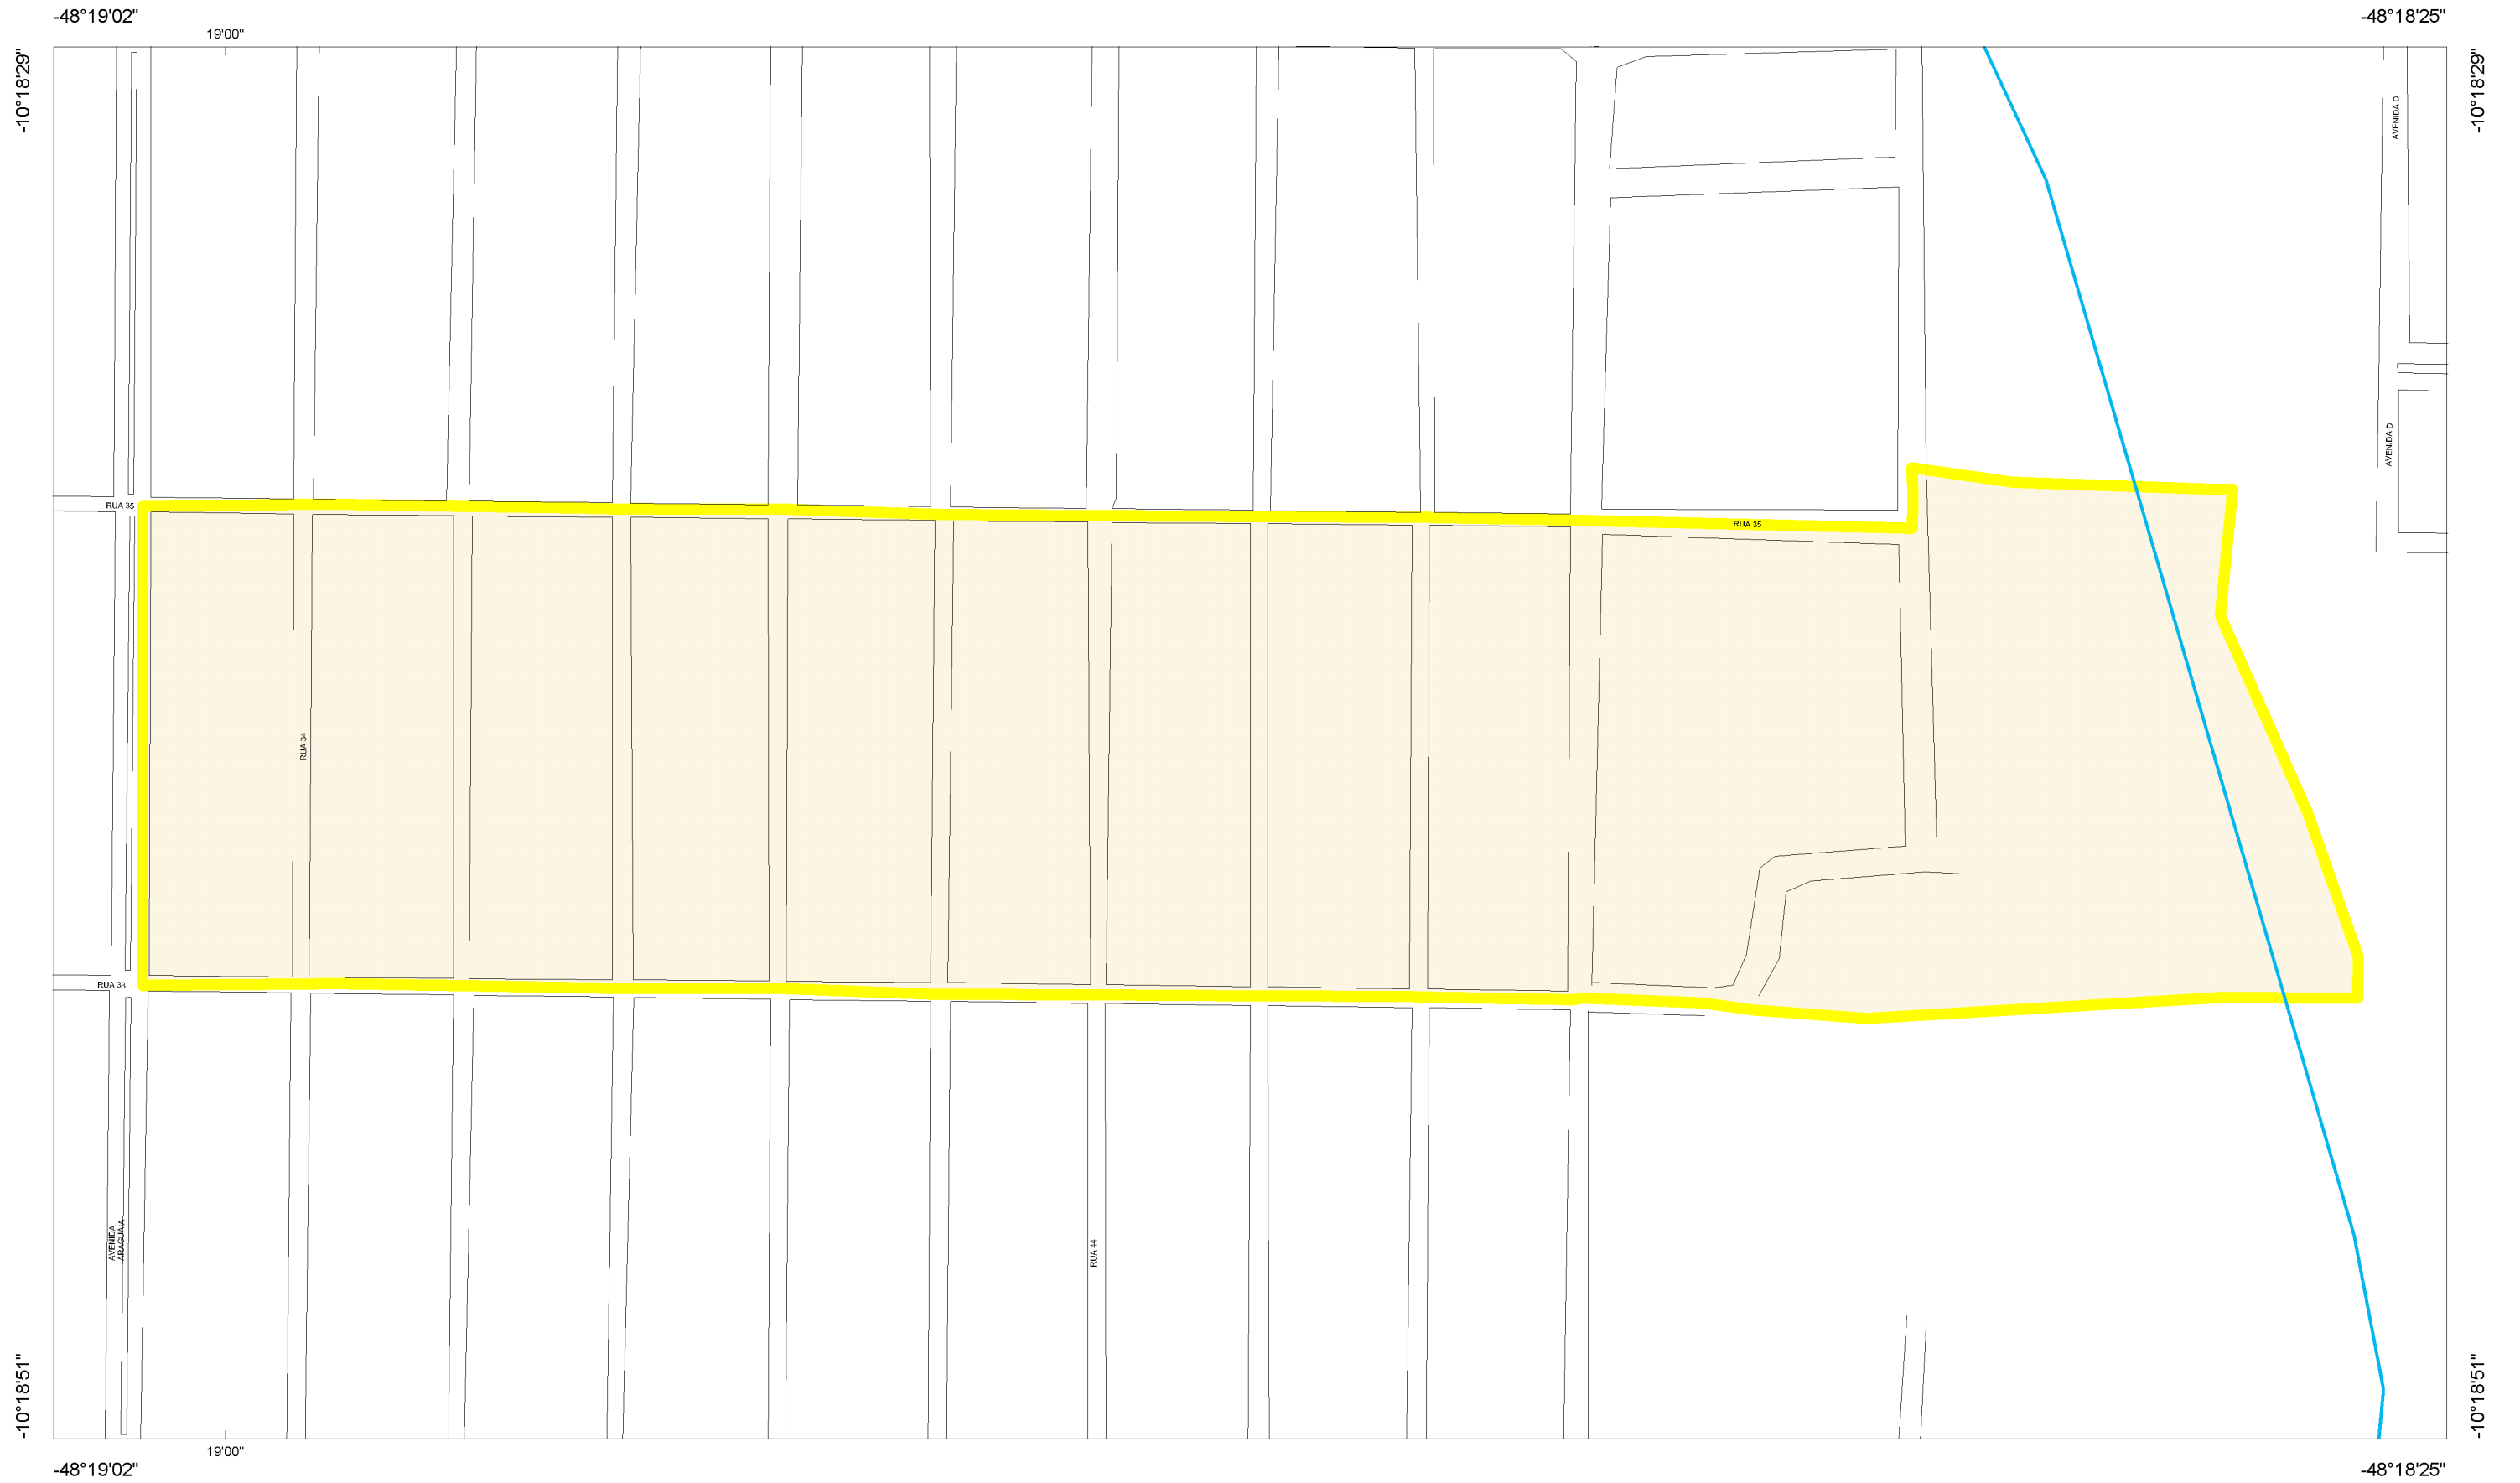 -48°19'02"
-48°18'25"
19'00"
-10°18'29"
-10°18'29"
AVENIDA D
AVENIDA D
RUA 35
RUA 35
RUA 34
RUA 33
AVENIDA
ARAGUAIA
RUA 44
-10°18'51"
-10°18'51"
19'00"
-48°19'02"
-48°18'25"